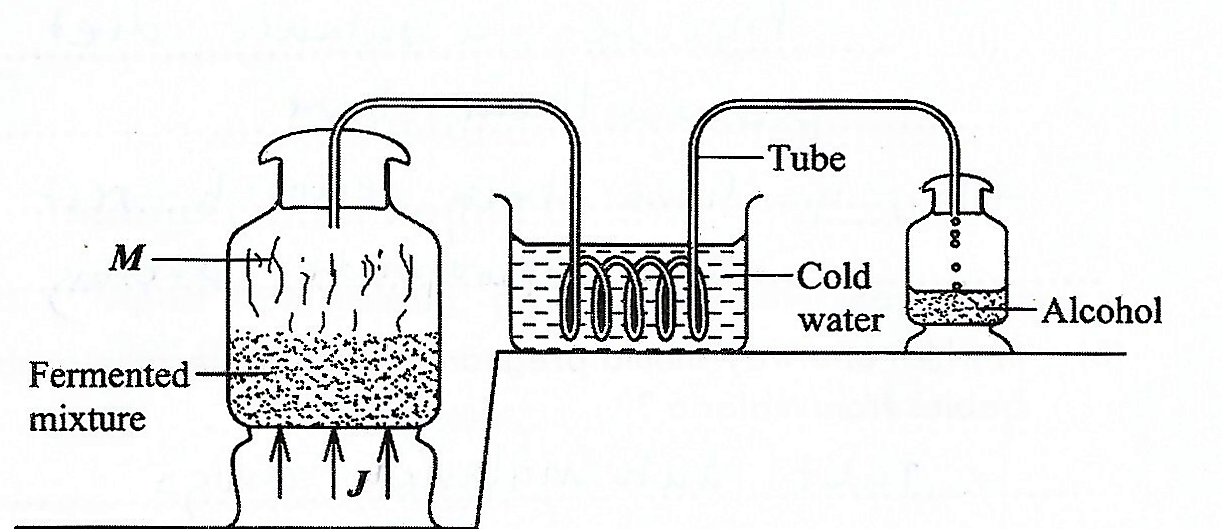 Tube
M
Cold
water
Alcohol
Fermented
mixture
J